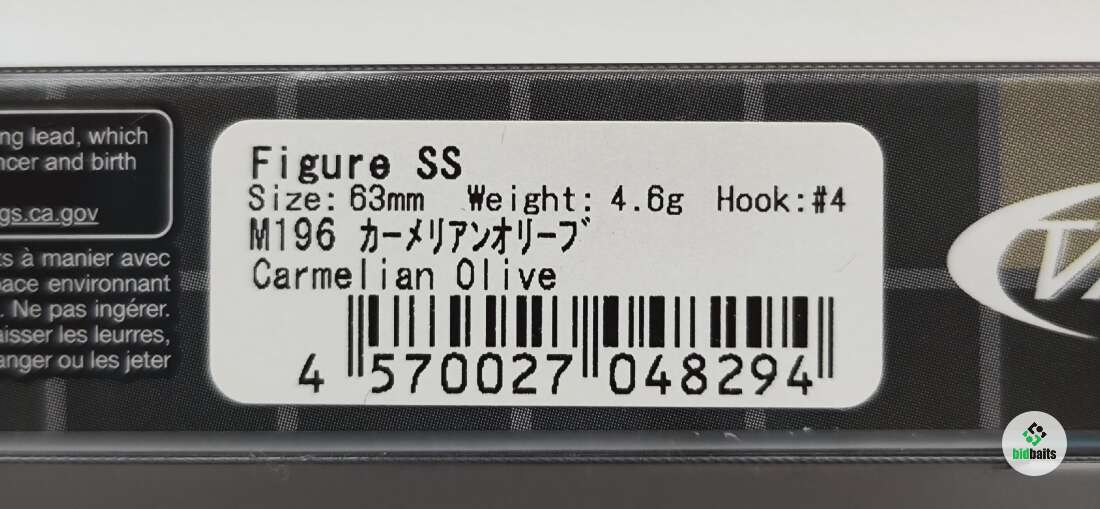 ng lead, which
ncer and birth
gs.ca.gov
ts à manier avec
pace environnant
. Ne pas ingérer.
aisser les leurres,
anger ou les jeter
Figure SS
Size: 63mm Weight: 4.6g Hook:#4
M196 カーメリアンオリーブ
Carmelian Olive
4 570027 048294
bidbaits